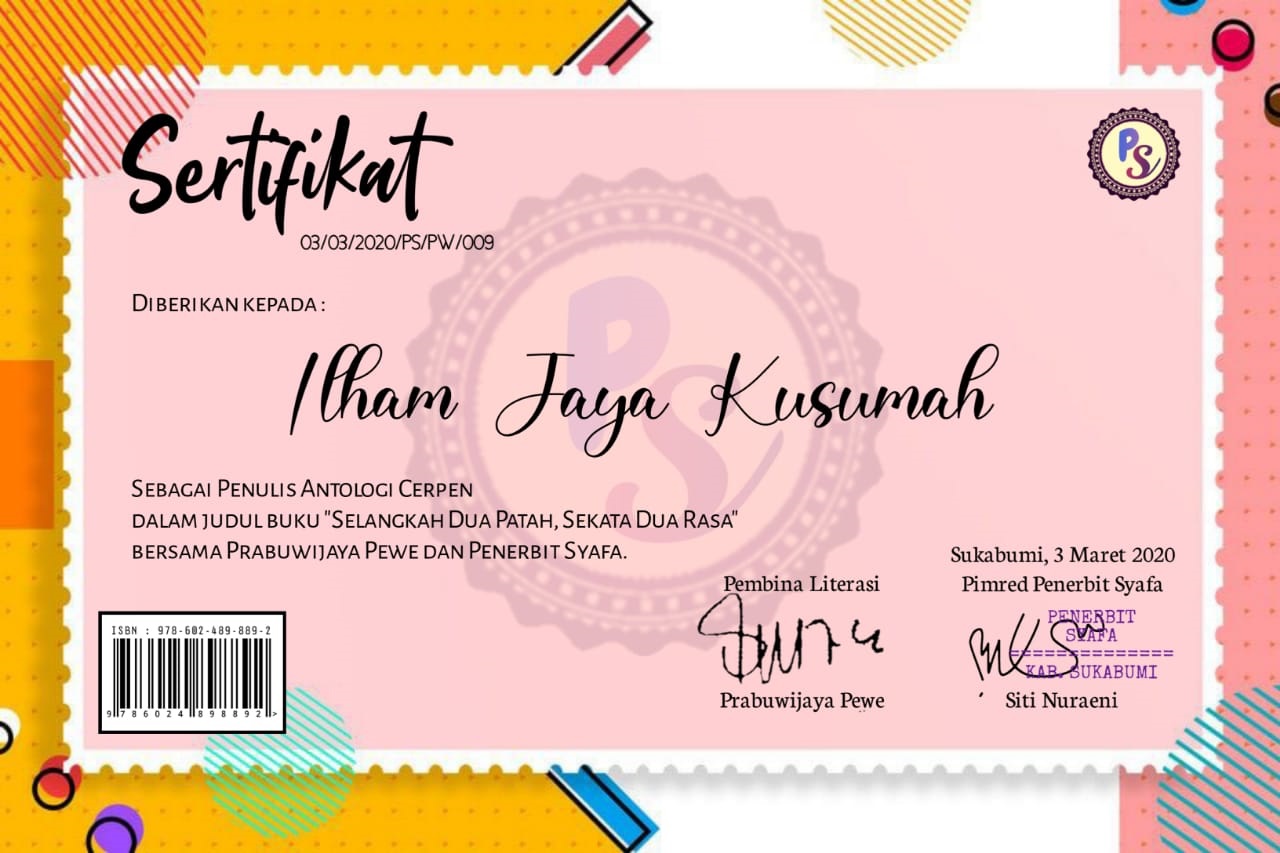 Sertifikat
PS
03/03/2020/PS/PW/009
Diberikan kepada :
Ilham Jaya Kusumah
Sebagai Penulis Antologi Cerpen
dalam judul buku "Selangkah Dua Patah, Sekata Dua Rasa"
bersama Prabuwijaya Pewe dan Penerbit Syafa.
Sukabumi, 3 Maret 2020
Pembina Literasi
Pimred Penerbit Syafa
PENERBIT
SYAFA
==============
KAB.SUKABUMI
Prabuwijaya Pewe
Siti Nuraeni
ISBN : 978-602-489-889-2
9 786024 898892 >